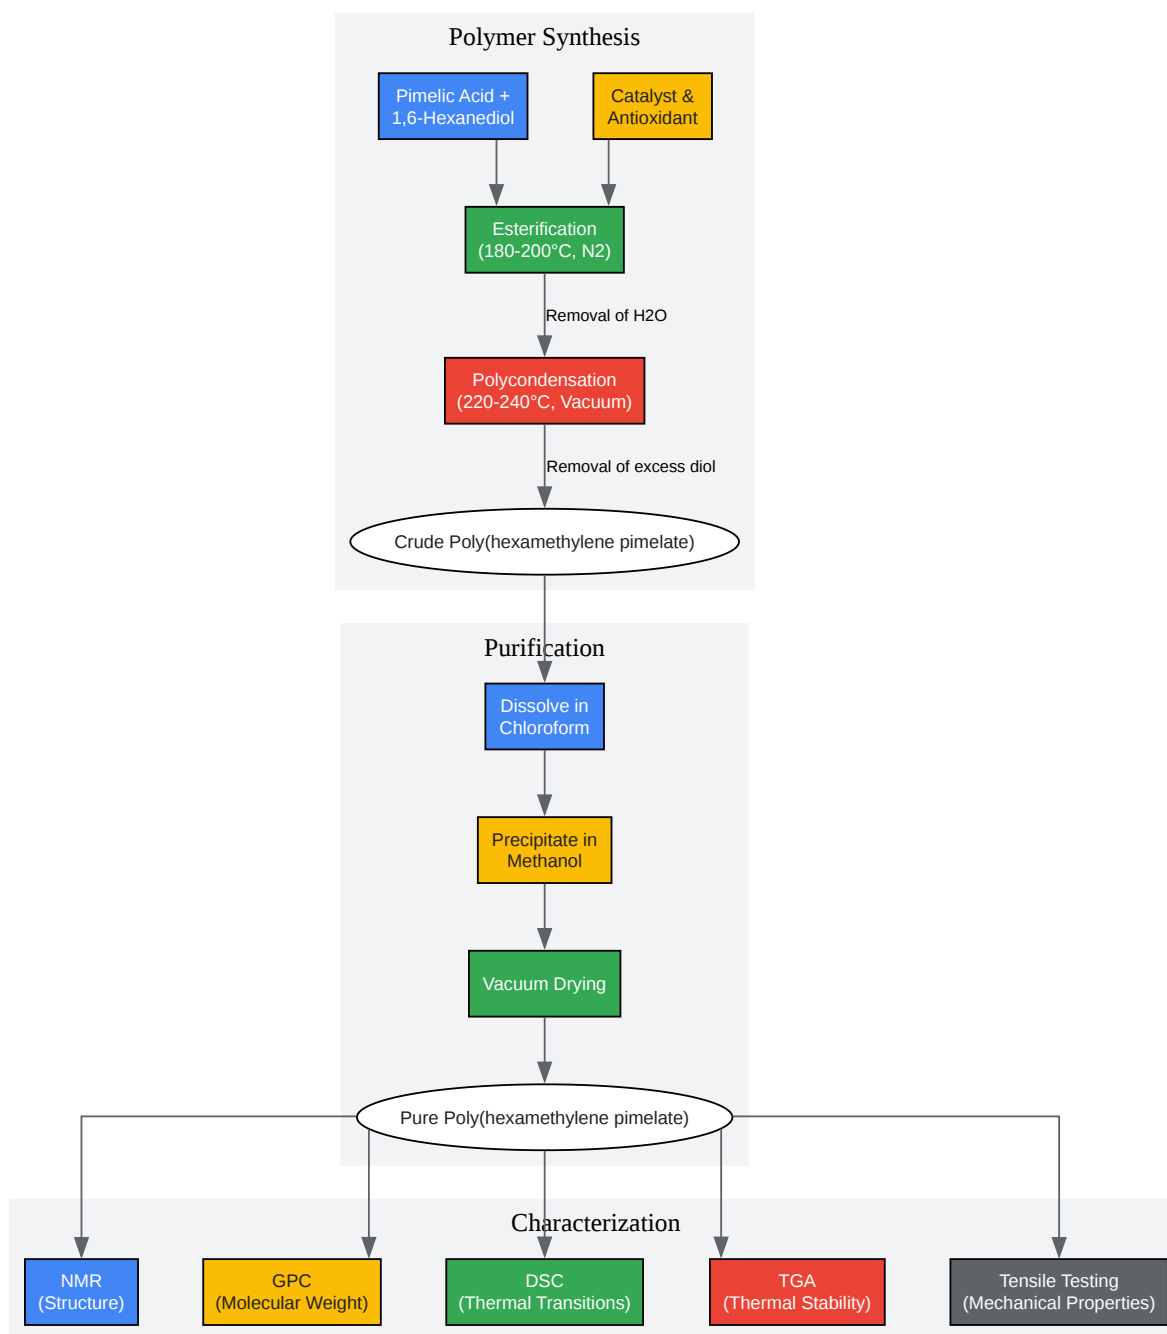 Polymer Synthesis
Pimelic Acid +
1,6-Hexanediol
Catalyst &
Antioxidant
Esterification
(180-200°C, N2)
Removal of H2O
Polycondensation
(220-240°C, Vacuum)
Removal of excess diol
Crude Poly(hexamethylene pimelate)
Purification
Dissolve in
Chloroform
Precipitate in
Methanol
Vacuum Drying
Pure Poly(hexamethylene pimelate)
Characterization
NMR
(Structure)
GPC
(Molecular Weight)
DSC
(Thermal Transitions)
TGA
(Thermal Stability)
Tensile Testing
(Mechanical Properties)